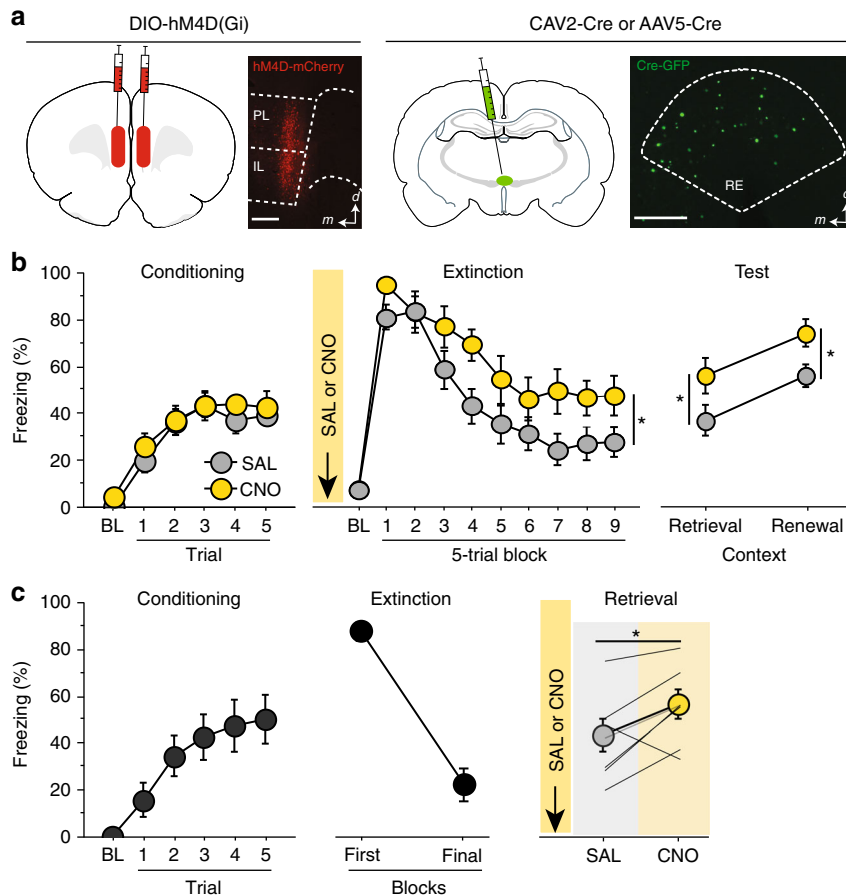 a
DIO-hM4D(Gi)
CAV2-Cre or AAV5-Cre
hM4D-mCherry
PL
IL
d
m
Cre-GFP
RE
d
m
b
Conditioning
Extinction
Test
Freezing (%)
100
80
60
40
20
0
SAL
CNO
BL 1 2 3 4 5
Trial
SAL or CNO
*
BL 1 2 3 4 5 6 7 8 9
5-trial block
*
*
Retrieval Renewal
Context
c
Conditioning
Extinction
Retrieval
Freezing (%)
100
80
60
40
20
0
BL 1 2 3 4 5
Trial
First Final
Blocks
SAL or CNO
*
SAL CNO